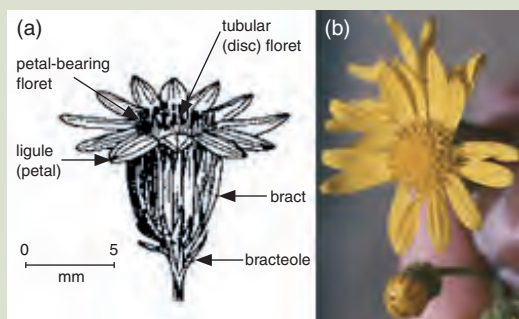 (a)
tubular
(disc) floret
petal-bearing
floret
ligule
(petal)
bract
0 5
mm
bracteole
(b)